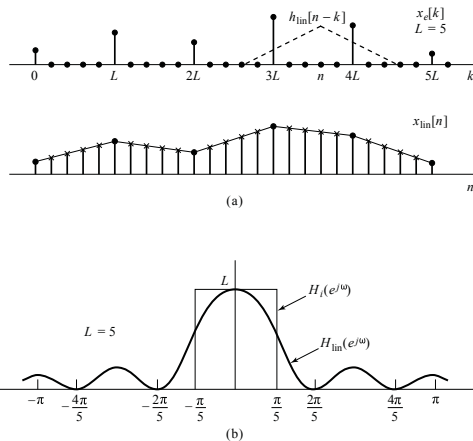 h_lin[n − k]
x_e[k]
L = 5
0 L 2L 3L n 4L 5L k
x_lin[n]
n
(a)
L
H_i(e^{jω})
L = 5
H_lin(e^{jω})
−π −4π/5 −2π/5 −π/5 π/5 2π/5 4π/5 π
(b)